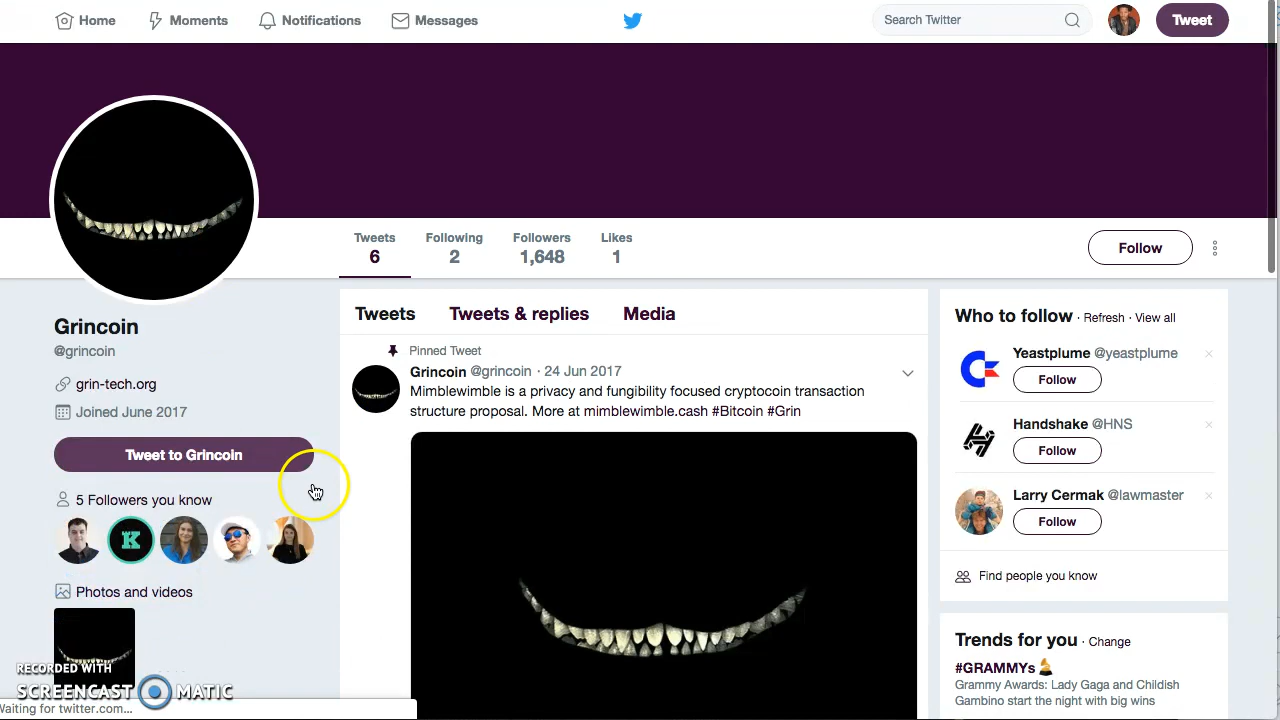 Home
Moments
Notifications
Messages
Search Twitter
Tweet
Tweets
6
Following
2
Followers
1,648
Likes
1
Follow
Grincoin
@grincoin
grin-tech.org
Joined June 2017
Tweet to Grincoin
5 Followers you know
K
Photos and videos
RECORDED WITH
SCREENCAST MATIC
Waiting for twitter.com...
Tweets
Tweets & replies
Media
Pinned Tweet
Grincoin @grincoin · 24 Jun 2017
Mimblewimble is a privacy and fungibility focused cryptocoin transaction
structure proposal. More at mimblewimble.cash #Bitcoin #Grin
Who to follow · Refresh · View all
Yeastplume @yeastplume
Follow
Handshake @HNS
Follow
Larry Cermak @lawmaster
Follow
Find people you know
Trends for you · Change
#GRAMMYs
Grammy Awards: Lady Gaga and Childish
Gambino start the night with big wins